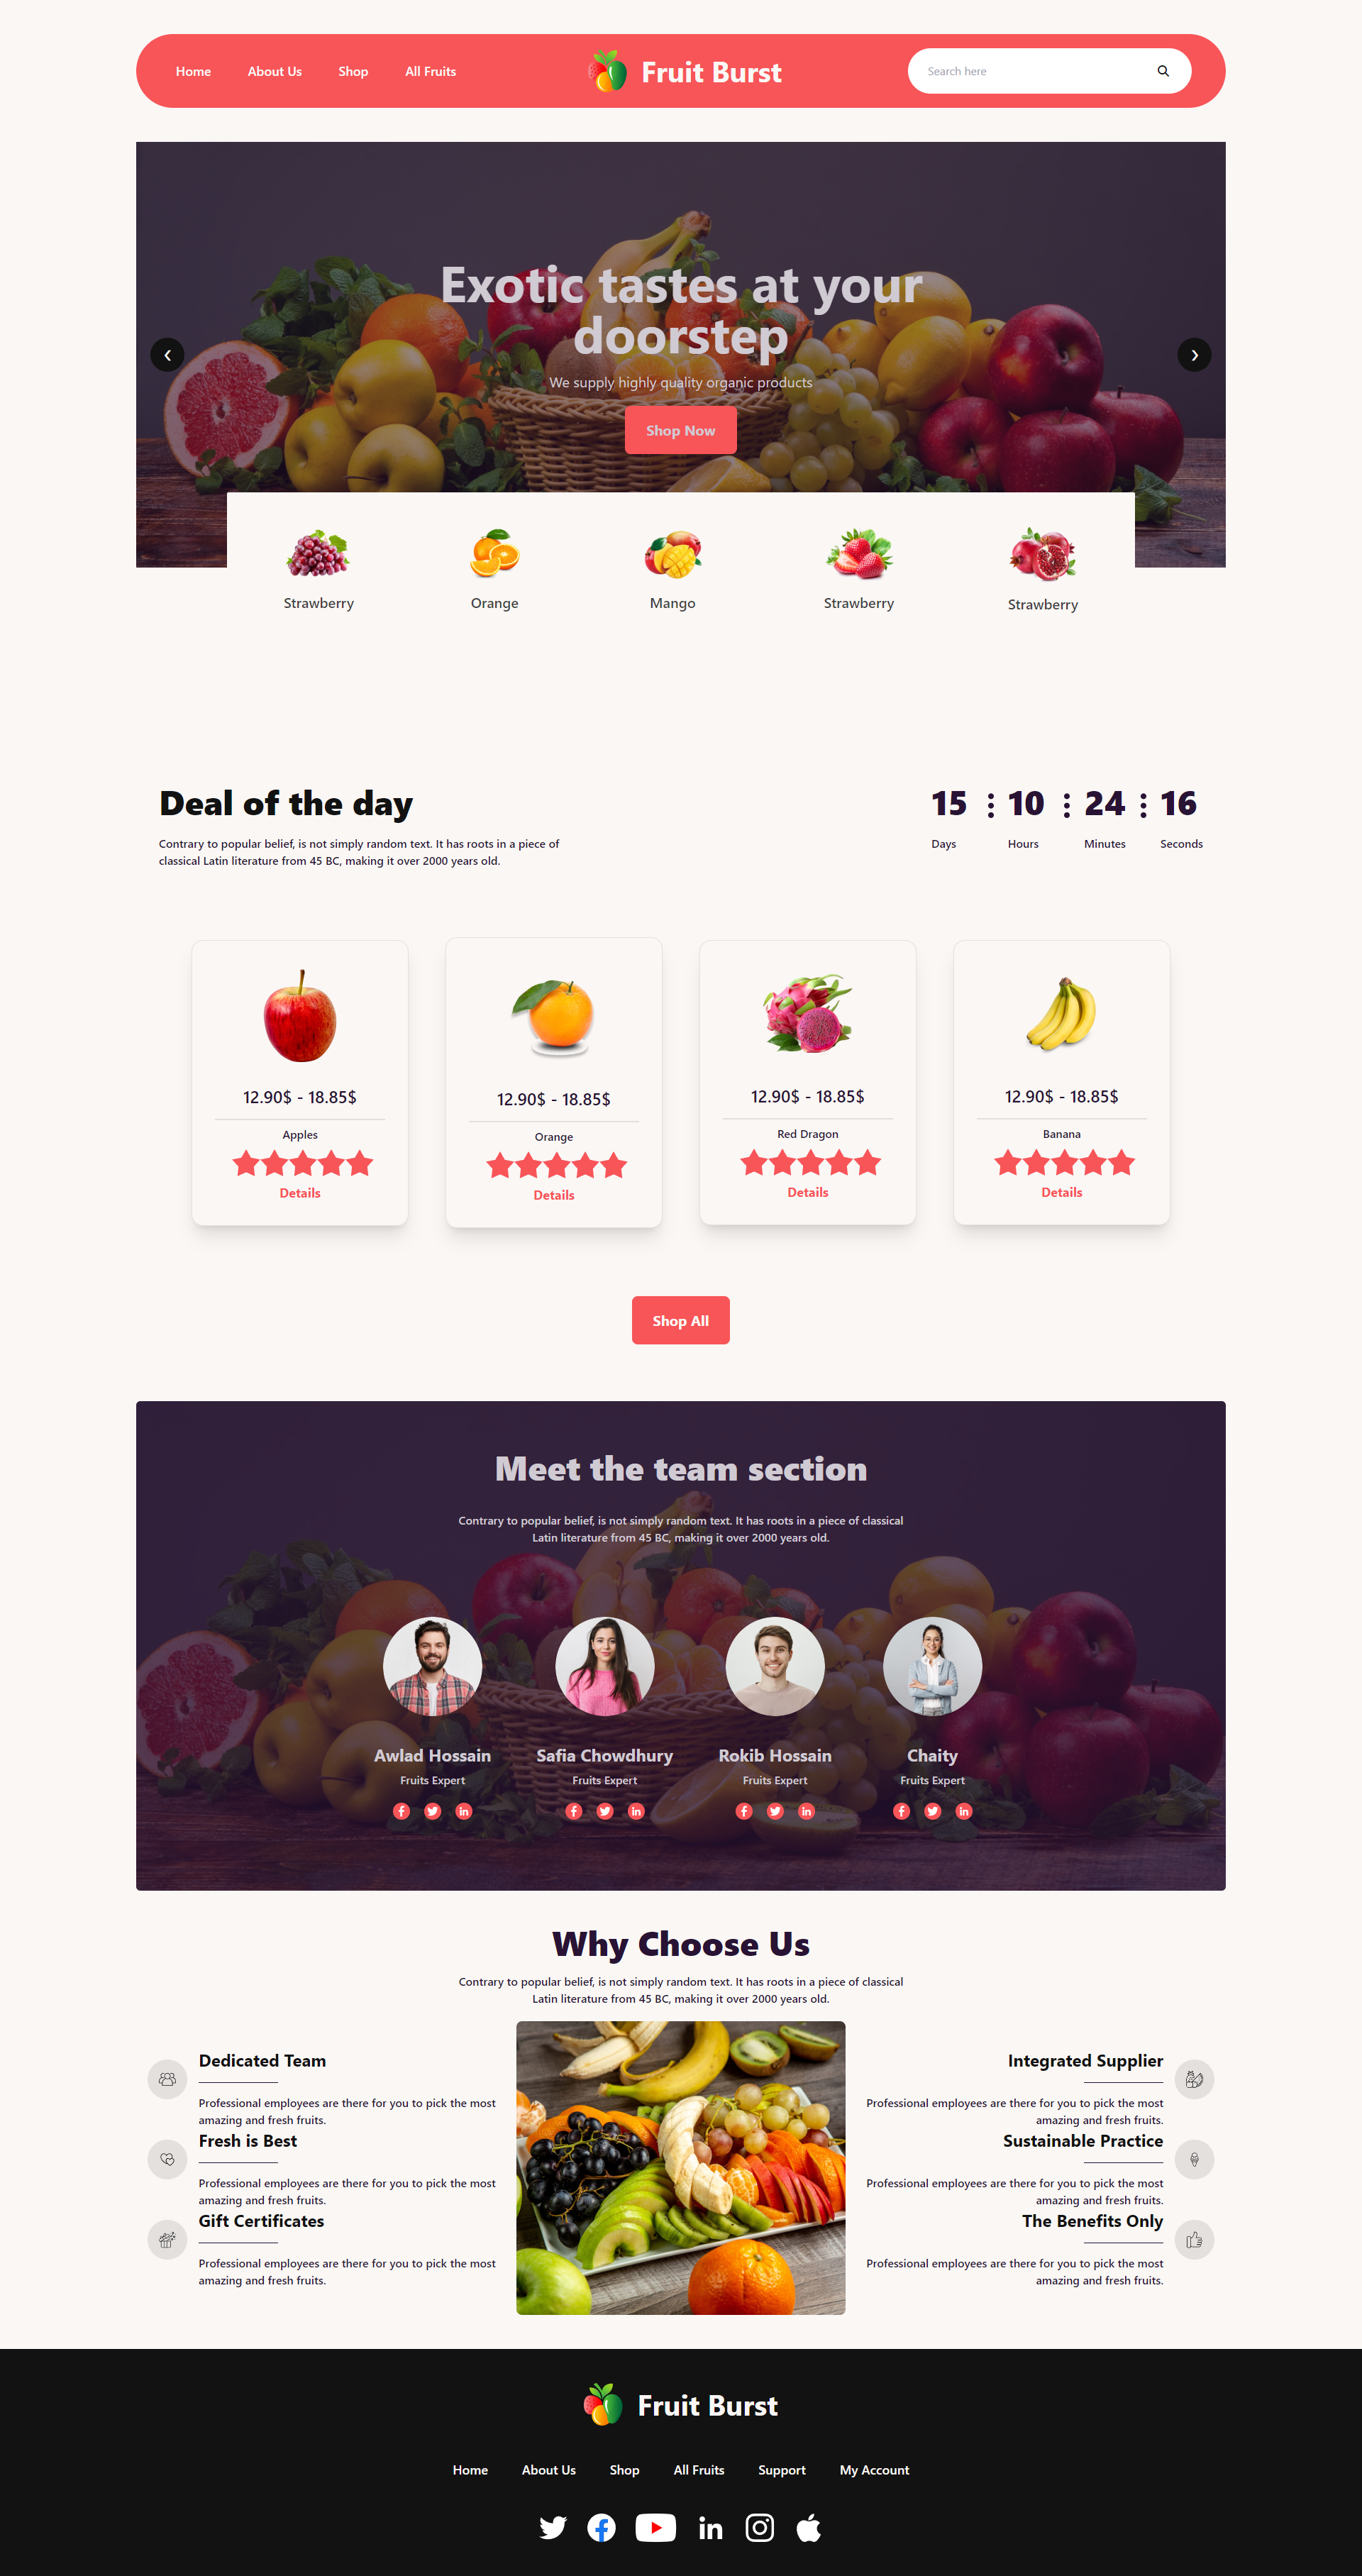 Home
About Us
Shop
All Fruits
Fruit Burst
Search here
Exotic tastes at your
doorstep
We supply highly quality organic products
Shop Now
❮
❯
Strawberry
Orange
Mango
Strawberry
Strawberry
Deal of the day
Contrary to popular belief, is not simply random text. It has roots in a piece of
classical Latin literature from 45 BC, making it over 2000 years old.
15 : 10 : 24 : 16
Days
Hours
Minutes
Seconds
12.90$ - 18.85$
Apples
Details
12.90$ - 18.85$
Orange
Details
12.90$ - 18.85$
Red Dragon
Details
12.90$ - 18.85$
Banana
Details
Shop All
Meet the team section
Contrary to popular belief, is not simply random text. It has roots in a piece of classical
Latin literature from 45 BC, making it over 2000 years old.
Awlad Hossain
Fruits Expert
Safia Chowdhury
Fruits Expert
Rokib Hossain
Fruits Expert
Chaity
Fruits Expert
Why Choose Us
Contrary to popular belief, is not simply random text. It has roots in a piece of classical
Latin literature from 45 BC, making it over 2000 years old.
Dedicated Team
Professional employees are there for you to pick the most
amazing and fresh fruits.
Fresh is Best
Professional employees are there for you to pick the most
amazing and fresh fruits.
Gift Certificates
Professional employees are there for you to pick the most
amazing and fresh fruits.
Integrated Supplier
Professional employees are there for you to pick the most
amazing and fresh fruits.
Sustainable Practice
Professional employees are there for you to pick the most
amazing and fresh fruits.
The Benefits Only
Professional employees are there for you to pick the most
amazing and fresh fruits.
Fruit Burst
Home
About Us
Shop
All Fruits
Support
My Account